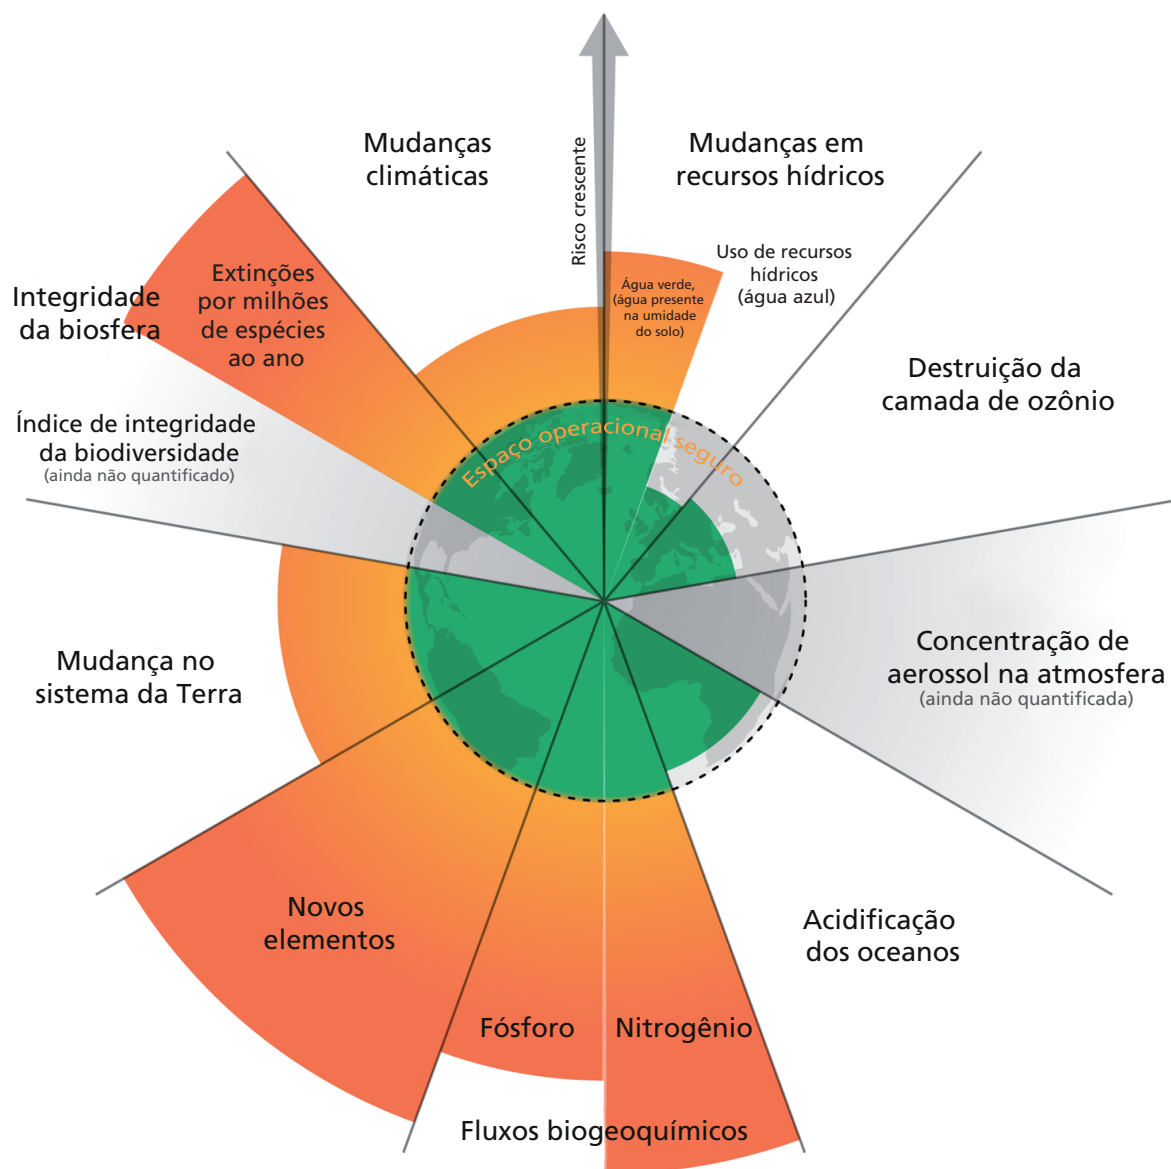 Mudanças
climáticas
Risco crescente
Mudanças em
recursos hídricos
Água verde,
(água presente
na umidade
do solo)
Uso de recursos
hídricos
(água azul)
Destruição da
camada de ozônio
Integridade
da biosfera
Extinções
por milhões
de espécies
ao ano
Índice de integridade
da biodiversidade
(ainda não quantificado)
Espaço operacional seguro
Concentração de
aerossol na atmosfera
(ainda não quantificada)
Mudança no
sistema da Terra
Novos
elementos
Acidificação
dos oceanos
Fósforo
Nitrogênio
Fluxos biogeoquímicos